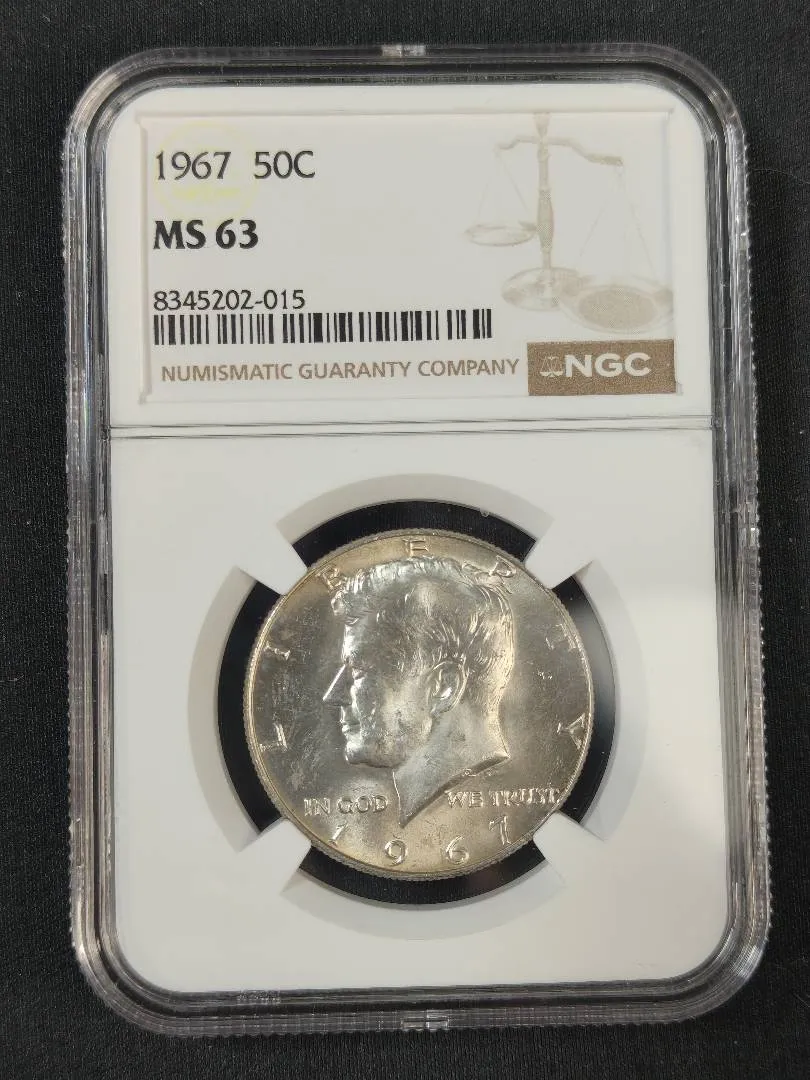 1967 50C
MS 63
8345202-015
NUMISMATIC GUARANTY COMPANY NGC
LIBERTY
IN GOD WE TRUST
1967